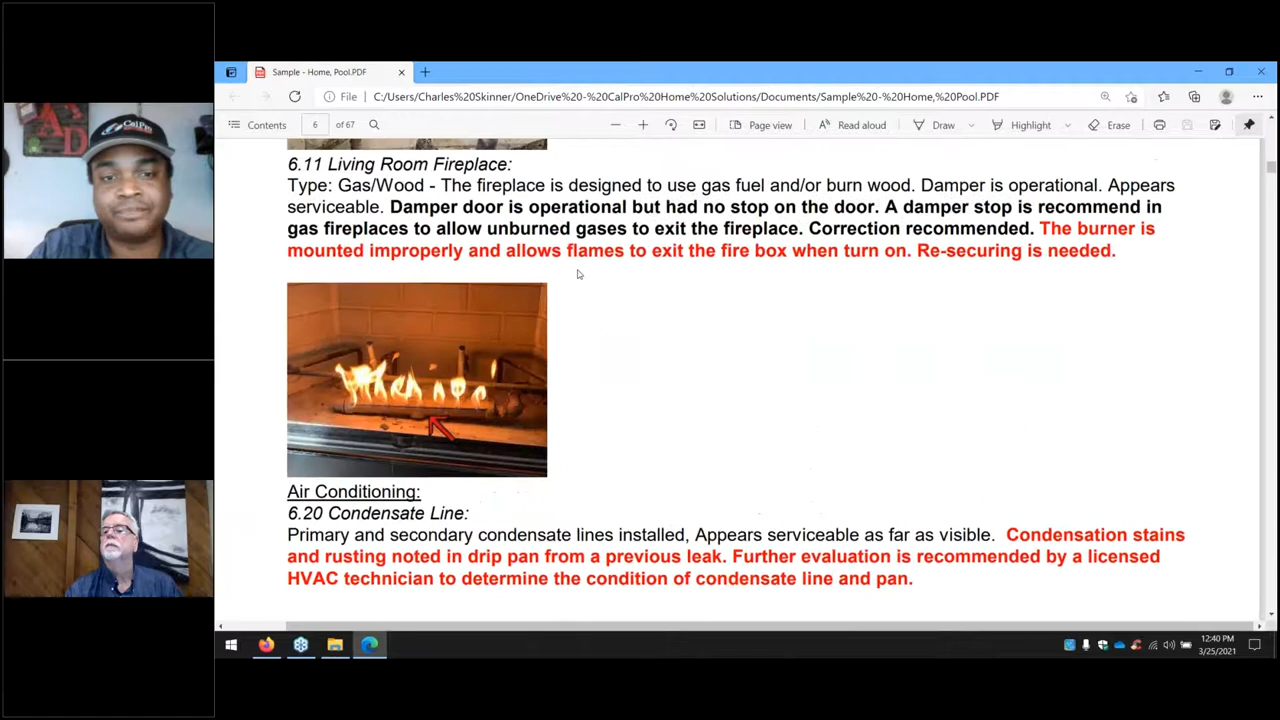 Sample - Home, Pool.PDF
File
C:/Users/Charles%20Skinner/OneDrive%20-%20CalPro%20Home%20Solutions/Documents/Sample%20-%20Home,%20Pool.PDF
Contents 6 of 67 Page view Read aloud Draw Highlight Erase
6.11 Living Room Fireplace:
Type: Gas/Wood - The fireplace is designed to use gas fuel and/or burn wood. Damper is operational. Appears
serviceable. Damper door is operational but had no stop on the door. A damper stop is recommend in
gas fireplaces to allow unburned gases to exit the fireplace. Correction recommended. The burner is
mounted improperly and allows flames to exit the fire box when turn on. Re-securing is needed.
Air Conditioning:
6.20 Condensate Line:
Primary and secondary condensate lines installed, Appears serviceable as far as visible. Condensation stains
and rusting noted in drip pan from a previous leak. Further evaluation is recommended by a licensed
HVAC technician to determine the condition of condensate line and pan.
12:40 PM
3/25/2021
CalPro